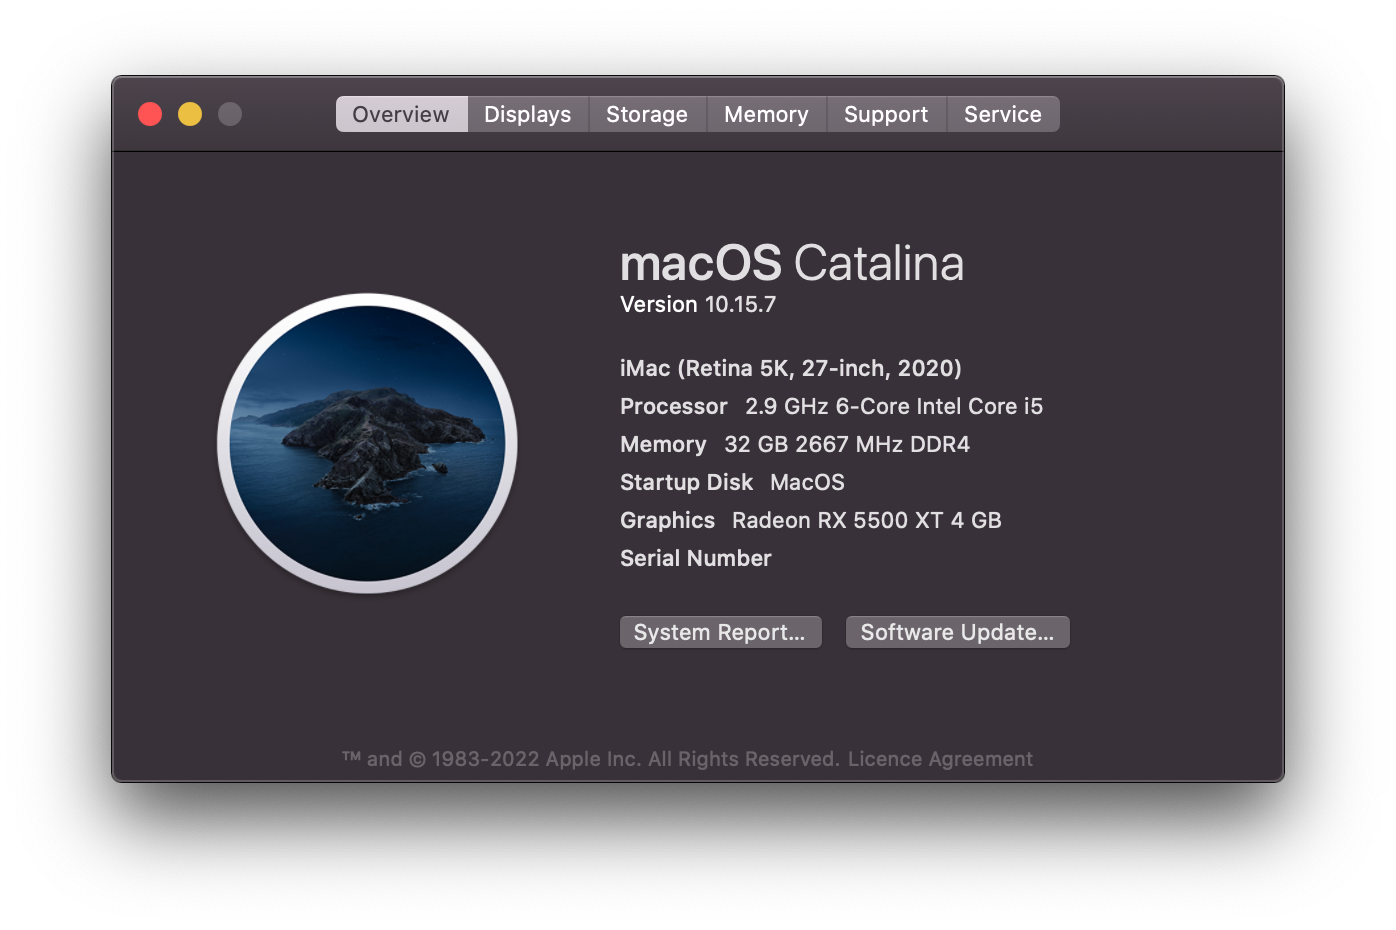 Overview Displays Storage Memory Support Service
macOS Catalina
Version 10.15.7
iMac (Retina 5K, 27-inch, 2020)
Processor 2.9 GHz 6-Core Intel Core i5
Memory 32 GB 2667 MHz DDR4
Startup Disk MacOS
Graphics Radeon RX 5500 XT 4 GB
Serial Number
System Report... Software Update...
™ and © 1983-2022 Apple Inc. All Rights Reserved. Licence Agreement